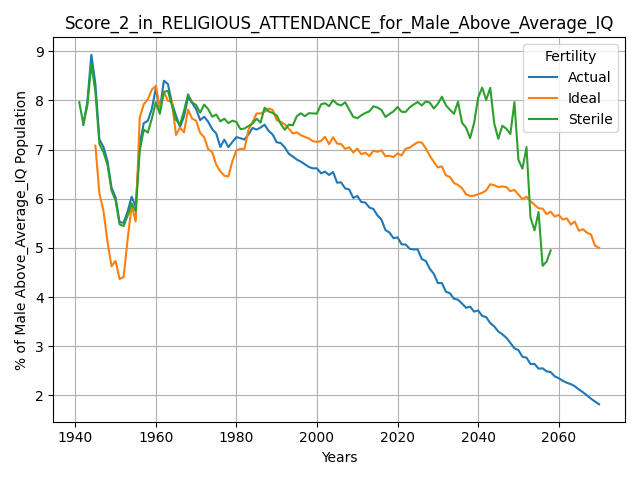 Score_2_in_RELIGIOUS_ATTENDANCE_for_Male_Above_Average_IQ
% of Male Above_Average_IQ Population
9
8
7
6
5
4
3
2
Fertility
Actual
Ideal
Sterile
1940 1960 1980 2000 2020 2040 2060
Years